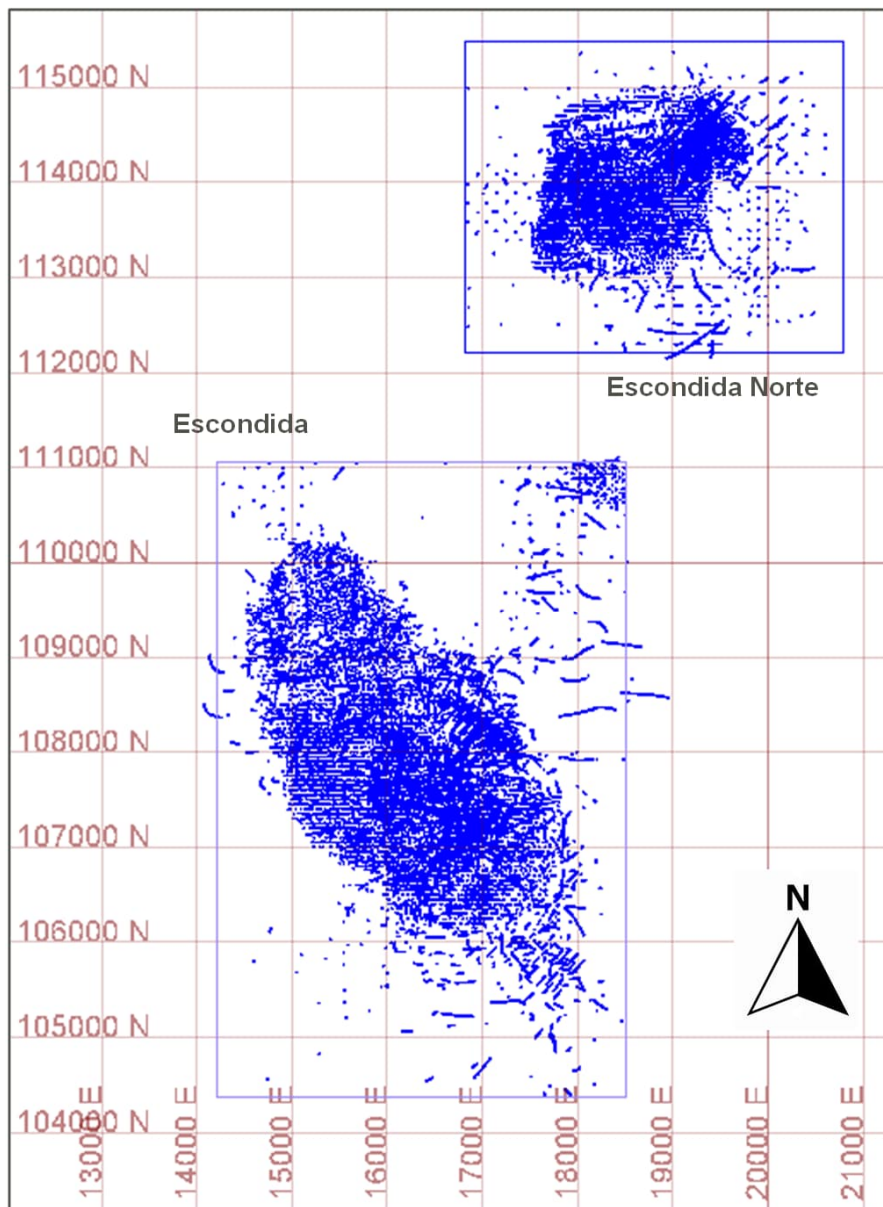 115000 N
114000 N
113000 N
112000 N
Escondida Norte
Escondida
111000 N
110000 N
109000 N
108000 N
107000 N
N
106000 N
105000 N
104000 N
13000 E
14000 E
15000 E
16000 E
17000 E
18000 E
19000 E
20000 E
21000 E